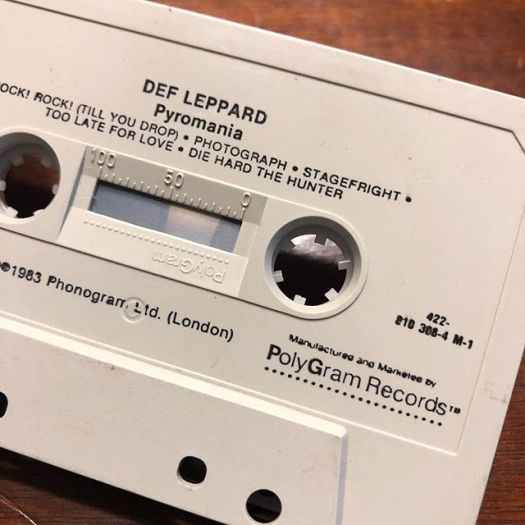 DEF LEPPARD
Pyromania
ROCK! ROCK! (TILL YOU DROP) • PHOTOGRAPH • STAGEFRIGHT •
TOO LATE FOR LOVE • DIE HARD THE HUNTER
100 50 0
PolyGram
℗©1983 Phonogram Ltd. (London)
422-
810 308-4 M-1
Manufactured and Marketed by
PolyGram Records™